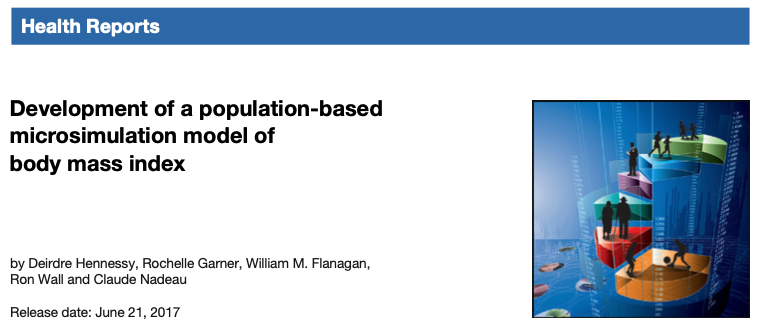 Health Reports
Development of a population-based
microsimulation model of
body mass index
by Deirdre Hennessy, Rochelle Garner, William M. Flanagan,
Ron Wall and Claude Nadeau
Release date: June 21, 2017